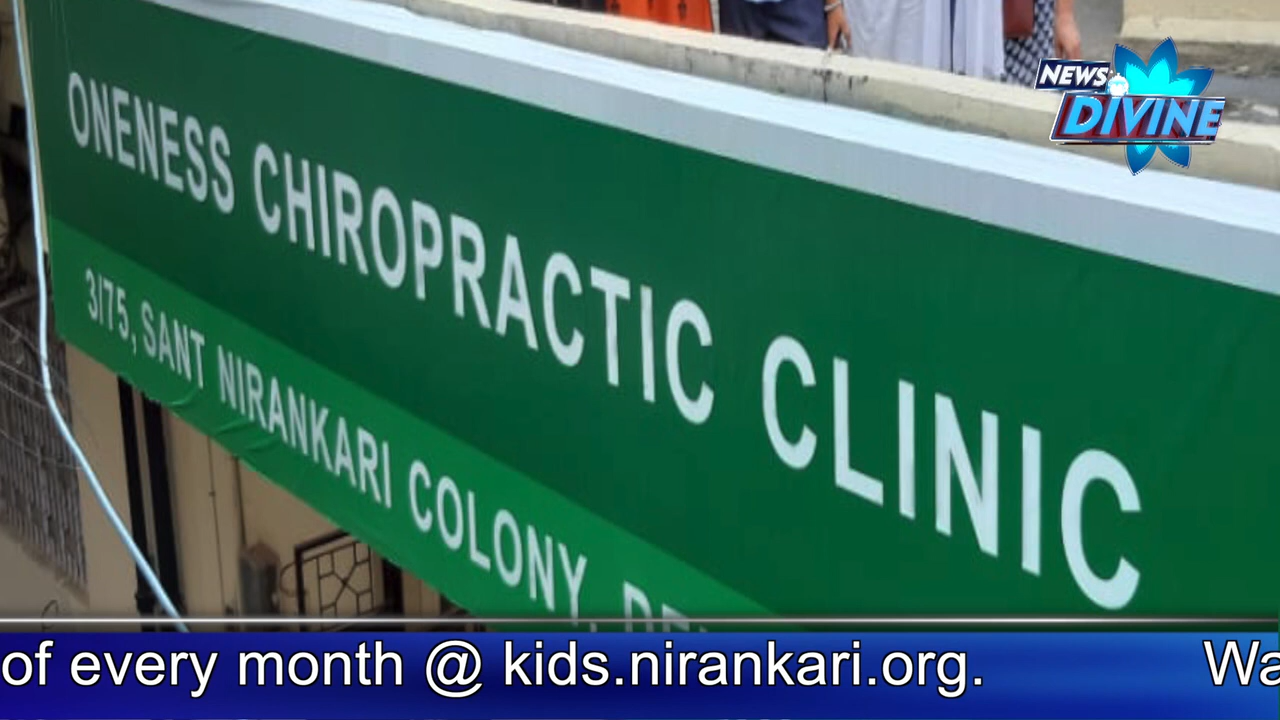 NEWS
DIVINE
ONENESS CHIROPRACTIC CLINIC
3/75, SANT NIRANKARI COLONY,
of every month @ kids.nirankari.org.